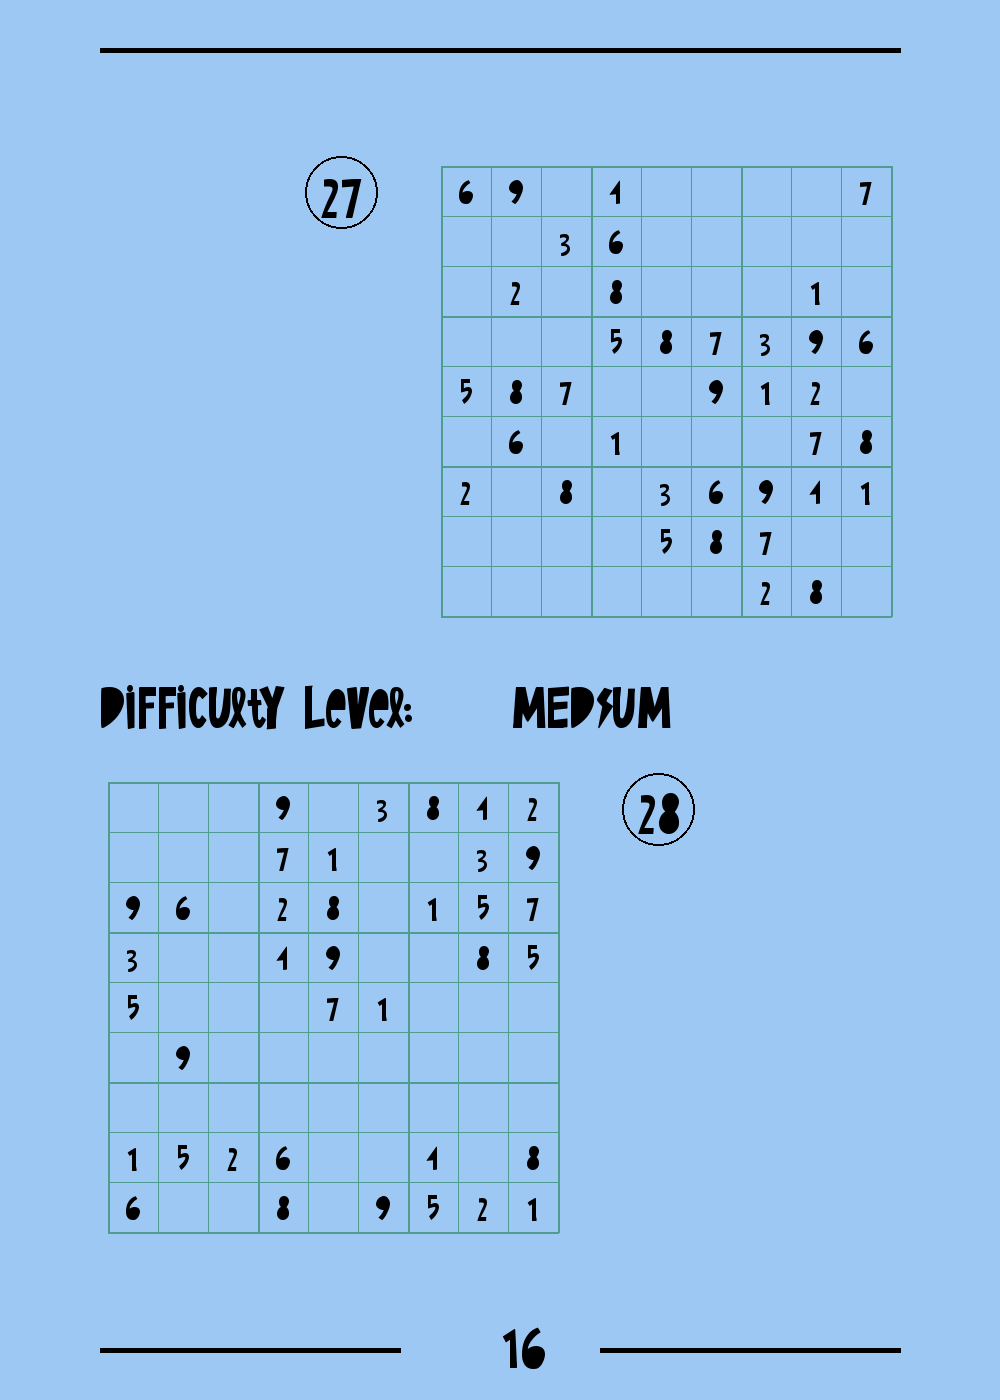 27
6 9 4 7
3 6
2 8 1
5 8 7 3 9 6
5 8 7 9 1 2
6 1 7 8
2 8 3 6 9 4 1
5 8 7
2 8
Difficulty Level: MEDIUM
28
9 3 8 4 2
7 1 3 9
9 6 2 8 1 5 7
3 4 9 8 5
5 7 1
9
1 5 2 6 4 8
6 8 9 5 2 1
16